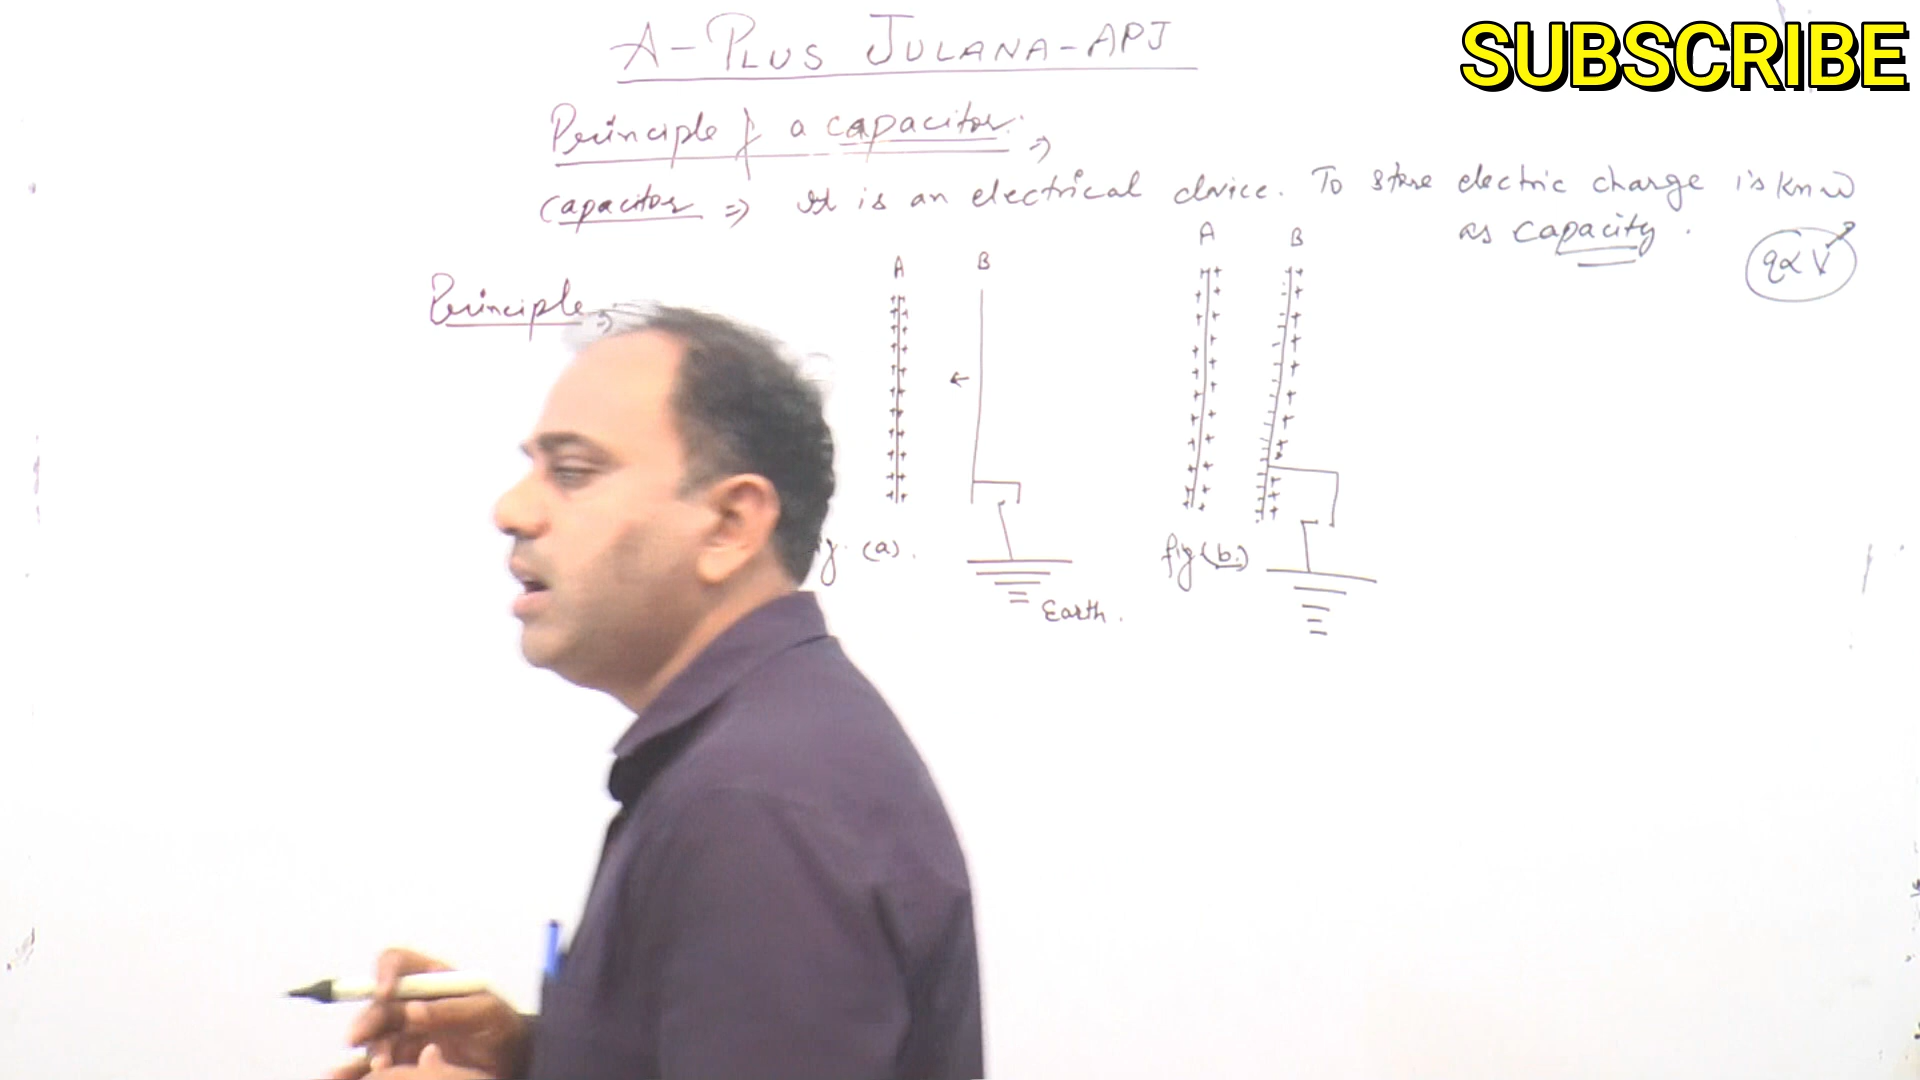 SUBSCRIBE
A-PLUS JULANA-APJ
Principle of a capacitor. ⇒
Capacitor ⇒ It is an electrical device. To store electric charge is know
as capacity.
q∝V
A B
A B
Principle ⇒
(a). fig (b.)
Earth.